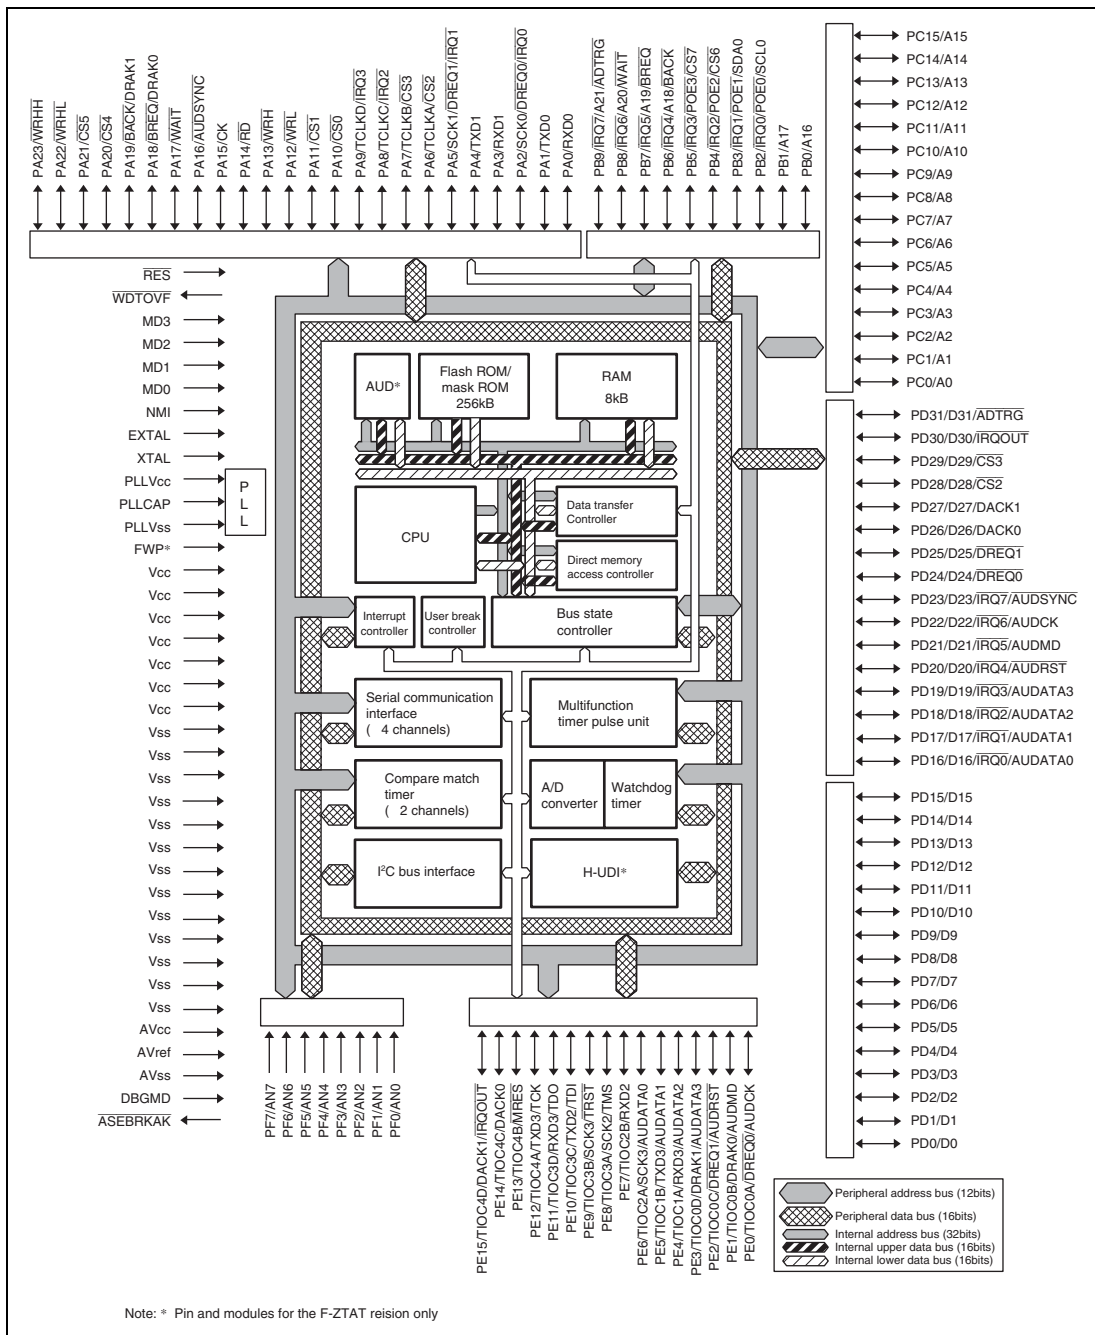 PA23/WRHH
PA22/WRHL
PA21/CS5
PA20/CS4
PA19/BACK/DRAK1
PA18/BREQ/DRAK0
PA17/WAIT
PA16/AUDSYNC
PA15/CK
PA14/RD
PA13/WRH
PA12/WRL
PA11/CS1
PA10/CS0
PA9/TCLKD/IRQ3
PA8/TCLKC/IRQ2
PA7/TCLKB/CS3
PA6/TCLKA/CS2
PA5/SCK1/DREQ1/IRQ1
PA4/TXD1
PA3/RXD1
PA2/SCK0/DREQ0/IRQ0
PA1/TXD0
PA0/RXD0
PB9/IRQ7/A21/ADTRG
PB8/IRQ6/A20/WAIT
PB7/IRQ5/A19/BREQ
PB6/IRQ4/A18/BACK
PB5/IRQ3/POE3/CS7
PB4/IRQ2/POE2/CS6
PB3/IRQ1/POE1/SDA0
PB2/IRQ0/POE0/SCL0
PB1/A17
PB0/A16
PC15/A15
PC14/A14
PC13/A13
PC12/A12
PC11/A11
PC10/A10
PC9/A9
PC8/A8
PC7/A7
PC6/A6
PC5/A5
PC4/A4
PC3/A3
PC2/A2
PC1/A1
PC0/A0
RES
WDTOVF
MD3
MD2
MD1
MD0
NMI
EXTAL
XTAL
PLLVcc
PLLCAP
PLLVss
FWP*
Vcc
Vcc
Vcc
Vcc
Vcc
Vcc
Vcc
Vss
Vss
Vss
Vss
Vss
Vss
Vss
Vss
Vss
Vss
Vss
Vss
Vss
AVcc
AVref
AVss
DBGMD
ASEBRKAK
P
L
L
AUD*
Flash ROM/
mask ROM
256kB
RAM
8kB
CPU
Data transfer
Controller
Direct memory
access controller
Interrupt
controller
User break
controller
Bus state
controller
Serial communication
interface
( 4 channels)
Multifunction
timer pulse unit
Compare match
timer
( 2 channels)
A/D
converter
Watchdog
timer
I²C bus interface
H-UDI*
PD31/D31/ADTRG
PD30/D30/IRQOUT
PD29/D29/CS3
PD28/D28/CS2
PD27/D27/DACK1
PD26/D26/DACK0
PD25/D25/DREQ1
PD24/D24/DREQ0
PD23/D23/IRQ7/AUDSYNC
PD22/D22/IRQ6/AUDCK
PD21/D21/IRQ5/AUDMD
PD20/D20/IRQ4/AUDRST
PD19/D19/IRQ3/AUDATA3
PD18/D18/IRQ2/AUDATA2
PD17/D17/IRQ1/AUDATA1
PD16/D16/IRQ0/AUDATA0
PD15/D15
PD14/D14
PD13/D13
PD12/D12
PD11/D11
PD10/D10
PD9/D9
PD8/D8
PD7/D7
PD6/D6
PD5/D5
PD4/D4
PD3/D3
PD2/D2
PD1/D1
PD0/D0
PF7/AN7
PF6/AN6
PF5/AN5
PF4/AN4
PF3/AN3
PF2/AN2
PF1/AN1
PF0/AN0
PE15/TIOC4D/DACK1/IRQOUT
PE14/TIOC4C/DACK0
PE13/TIOC4B/MRES
PE12/TIOC4A/TXD3/TCK
PE11/TIOC3D/RXD3/TDO
PE10/TIOC3C/TXD2/TDI
PE9/TIOC3B/SCK3/TRST
PE8/TIOC3A/SCK2/TMS
PE7/TIOC2B/RXD2
PE6/TIOC2A/SCK3/AUDATA0
PE5/TIOC1B/TXD3/AUDATA1
PE4/TIOC1A/RXD3/AUDATA2
PE3/TIOC0D/DRAK1/AUDATA3
PE2/TIOC0C/DREQ1/AUDRST
PE1/TIOC0B/DRAK0/AUDMD
PE0/TIOC0A/DREQ0/AUDCK
Peripheral address bus (12bits)
Peripheral data bus (16bits)
Internal address bus (32bits)
Internal upper data bus (16bits)
Internal lower data bus (16bits)
Note: * Pin and modules for the F-ZTAT reision only